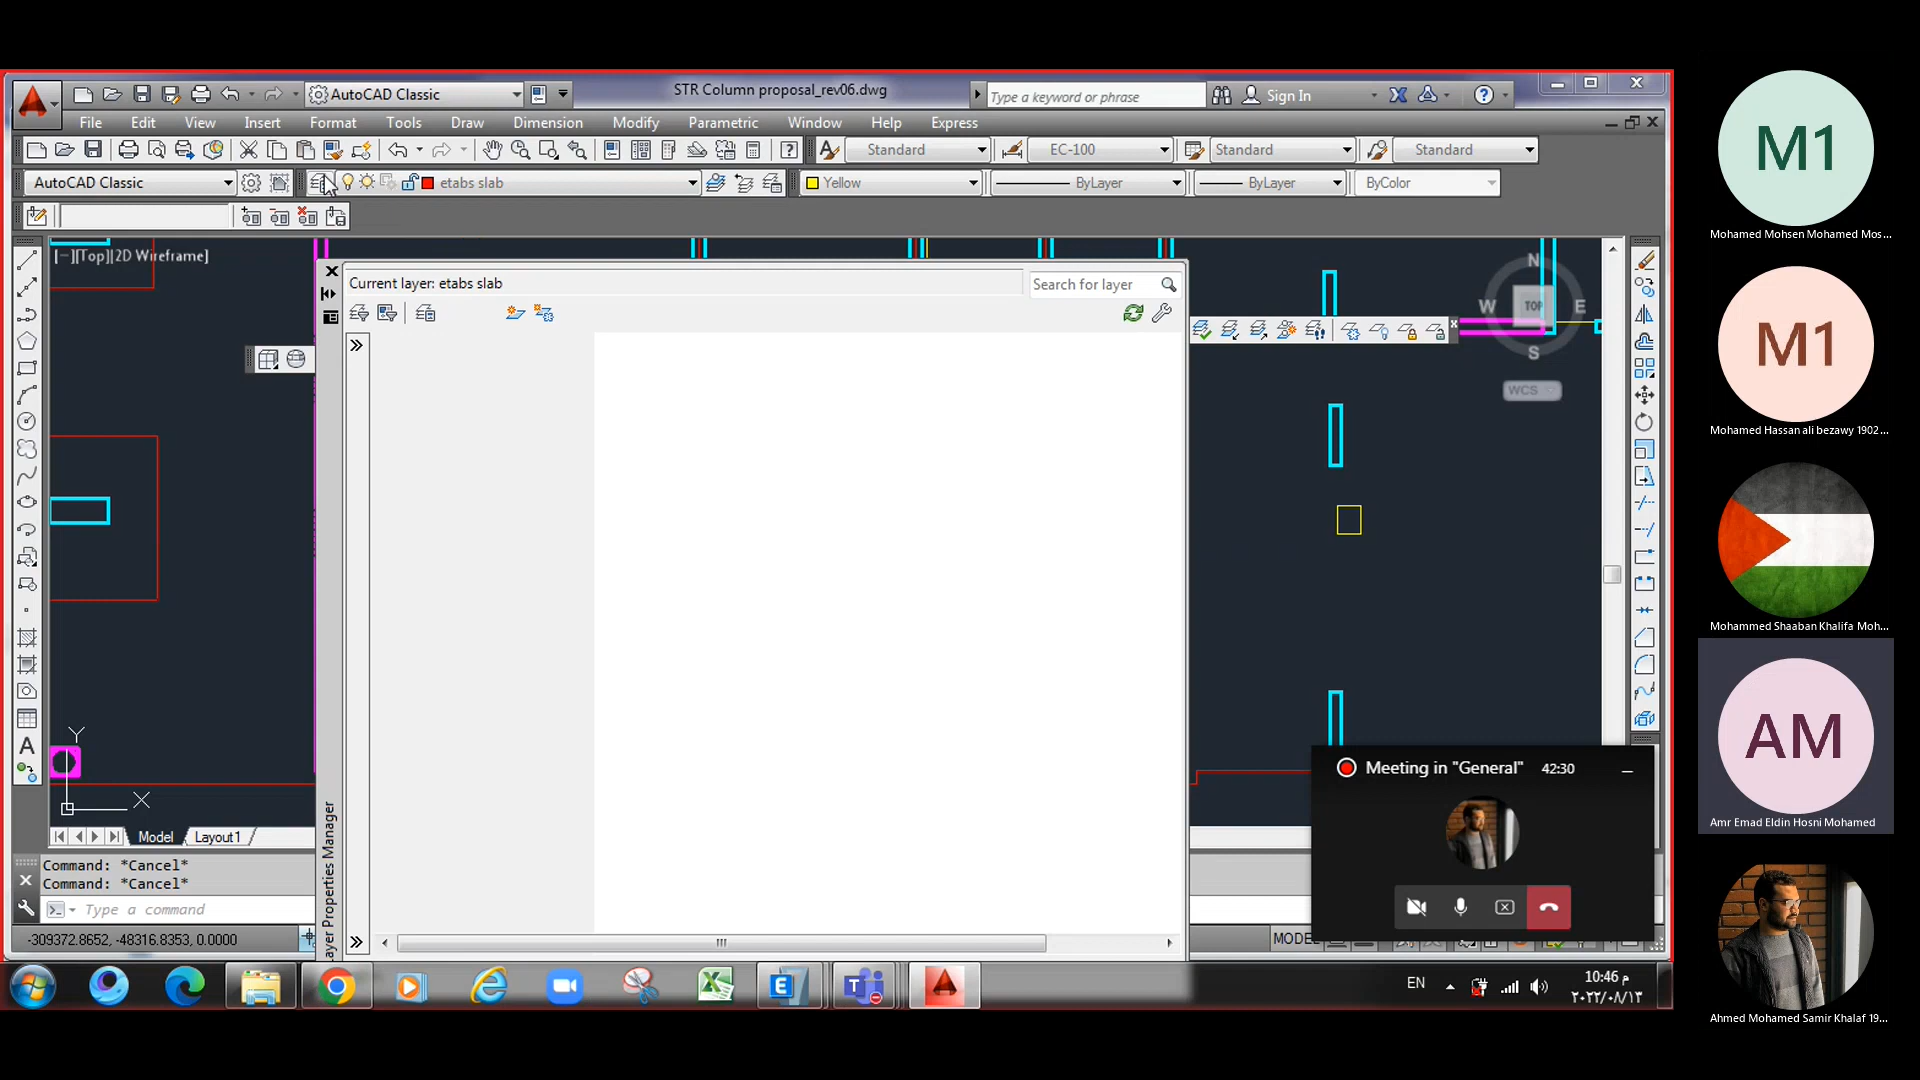 STR Column proposal_rev06.dwg
AutoCAD Classic
Type a keyword or phrase
Sign In
File Edit View Insert Format Tools Draw Dimension Modify Parametric Window Help Express
Standard EC-100 Standard Standard
AutoCAD Classic etabs slab Yellow ByLayer ByLayer ByColor
[−][Top][2D Wireframe]
Current layer: etabs slab
Search for layer
N
W TOP E
S
WCS
Layer Properties Manager
Y
X
Model Layout1
Command: *Cancel*
Command: *Cancel*
Type a command
-309372.8652, -48316.8353, 0.0000
MODEL
Meeting in "General" 42:30
EN
10:46 م
٢٠٢٢/٠٨/١٣
M1
Mohamed Mohsen Mohamed Mos...
M1
Mohamed Hassan ali bezawy 1902...
Mohammed Shaaban Khalifa Moh...
AM
Amr Emad Eldin Hosni Mohamed
Ahmed Mohamed Samir Khalaf 19...